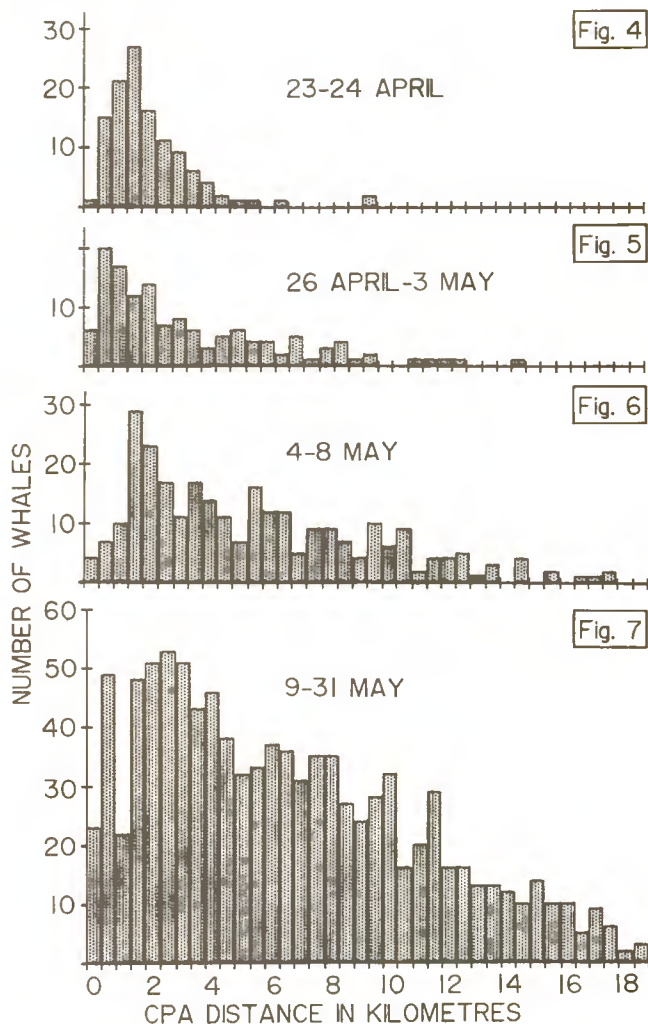 Fig. 4
30
20
10
23-24 APRIL
Fig. 5
10
26 APRIL-3 MAY
Fig. 6
30
20
10
4-8 MAY
Fig. 7
60
50
40
30
20
10
9-31 MAY
NUMBER OF WHALES
0 2 4 6 8 10 12 14 16 18
CPA DISTANCE IN KILOMETRES